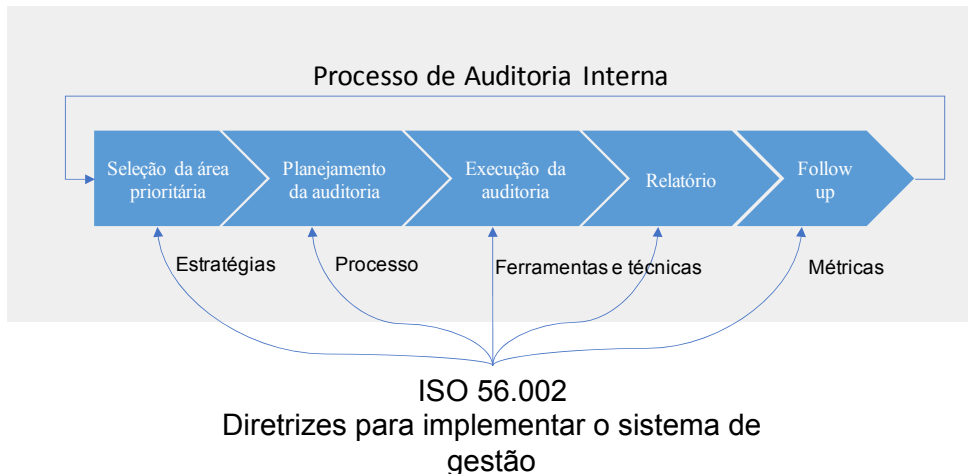 Processo de Auditoria Interna
Seleção da área
prioritária
Planejamento
da auditoria
Execução da
auditoria
Relatório
Follow
up
Estratégias
Processo
Ferramentas e técnicas
Métricas
ISO 56.002
Diretrizes para implementar o sistema de
gestão